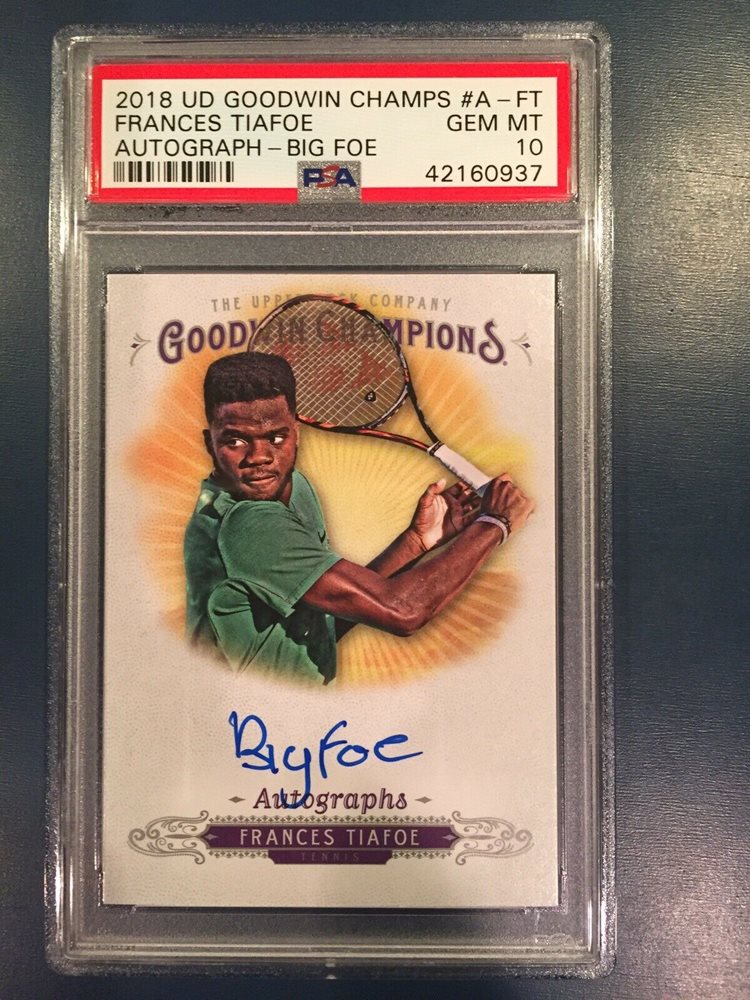 2018 UD GOODWIN CHAMPS #A-FT
FRANCES TIAFOE GEM MT
AUTOGRAPH-BIG FOE 10
PSA 42160937
THE UPPER DECK COMPANY
GOODWIN CHAMPIONS
BigFoe
Autographs
FRANCES TIAFOE
TENNIS